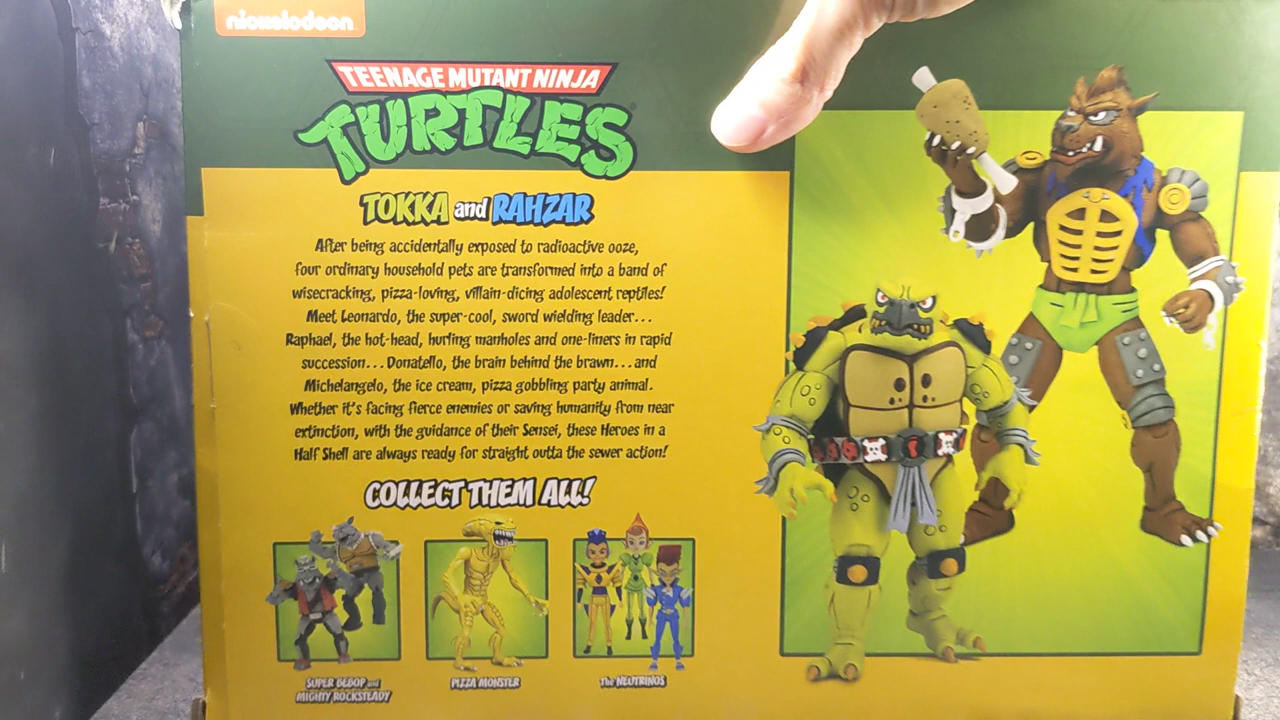 nickelodeon
TEENAGE MUTANT NINJA
TURTLES
TOKKA and RAHZAR
After being accidentally exposed to radioactive ooze,
four ordinary household pets are transformed into a band of
wisecracking, pizza-loving, villain-dicing adolescent reptiles!
Meet Leonardo, the super-cool, sword wielding leader...
Raphael, the hot-head, hurling manholes and one-liners in rapid
succession...Donatello, the brain behind the brawn...and
Michelangelo, the ice cream, pizza gobbling party animal.
Whether it's facing fierce enemies or saving humanity from near
extinction, with the guidance of their Sensei, these Heroes in a
Half Shell are always ready for straight outta the sewer action!
COLLECT THEM ALL!
SUPER BEBOP and
MIGHTY ROCKSTEADY
PIZZA MONSTER
The NEUTRINOS